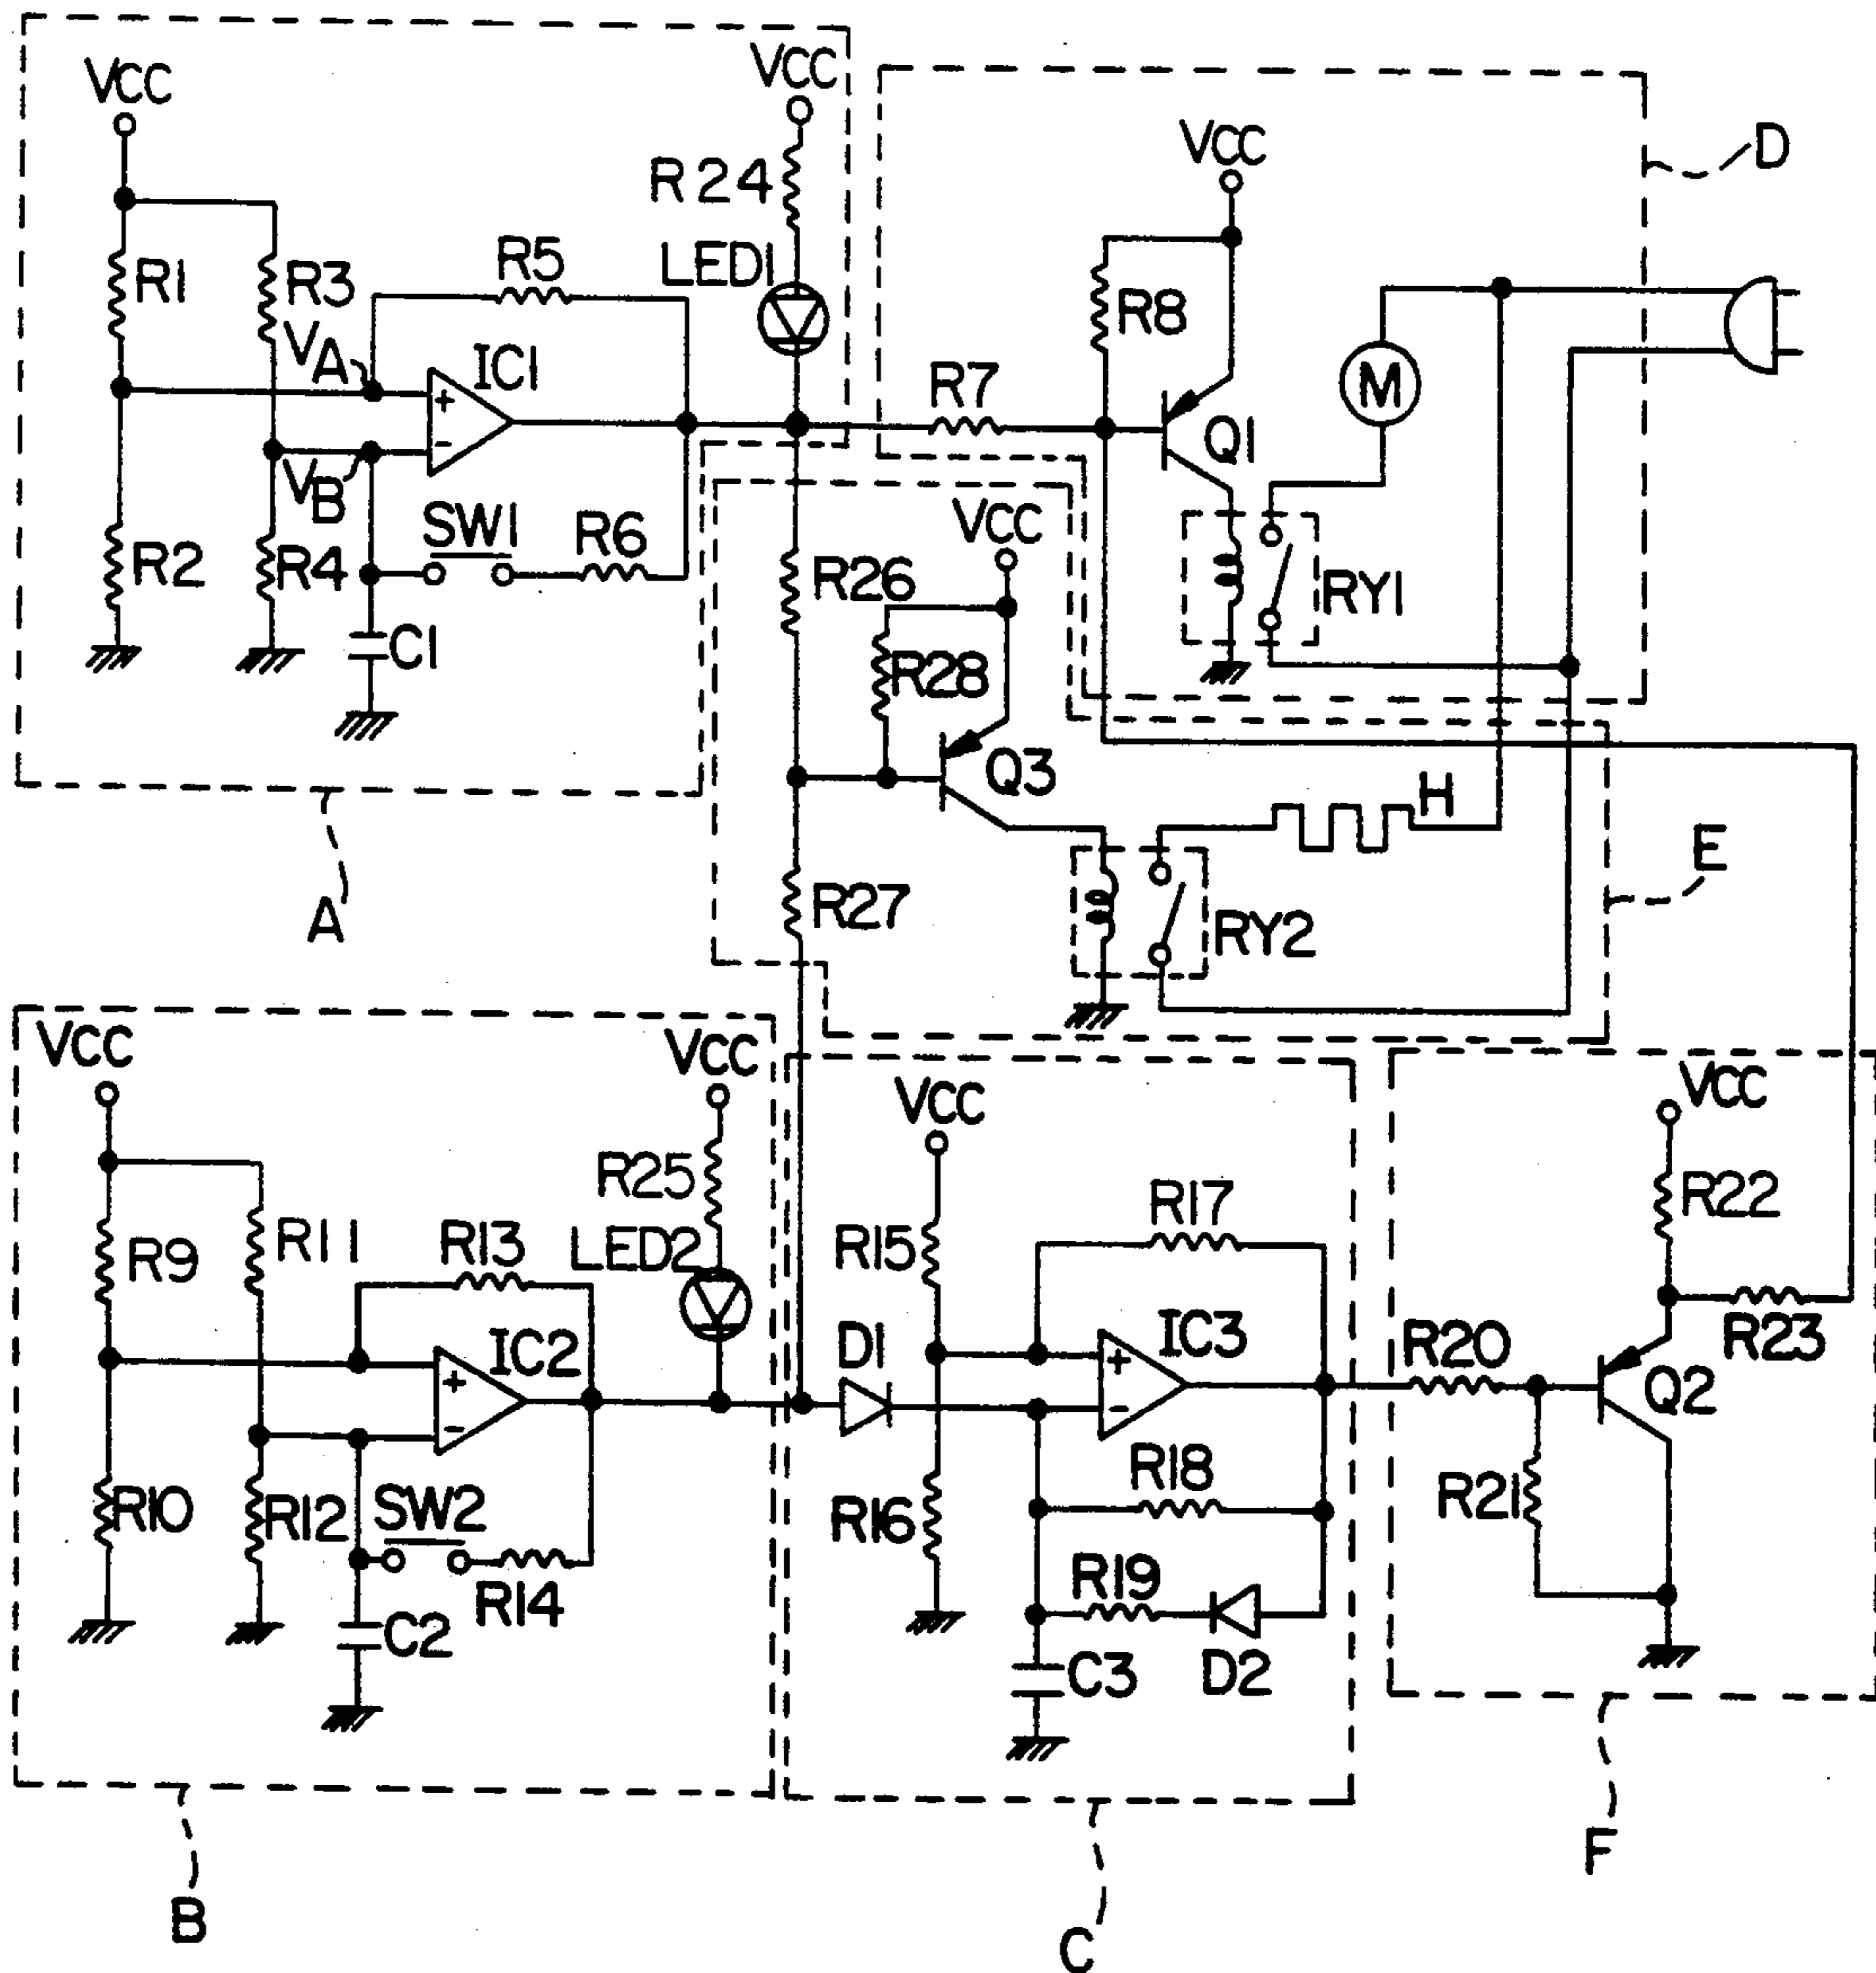 VCC
VCC
R24
VCC
D
R1
R3
R5
LED1
R8
VA
IC1
+
-
R7
Q1
M
VB
SW1
R6
VCC
R2
R4
R26
RY1
C1
R28
Q3
H
E
A
R27
RY2
VCC
VCC
VCC
VCC
R25
R22
R9
R11
R13
LED2
R15
R17
IC2
+
-
D1
IC3
+
-
R20
R23
Q2
R10
R12
SW2
R14
R16
R18
R21
R19
C2
C3
D2
F
B
C